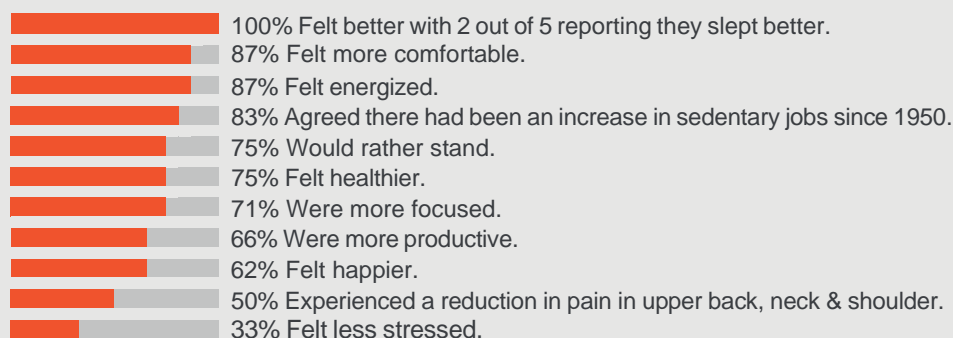 100% Felt better with 2 out of 5 reporting they slept better.
87% Felt more comfortable.
87% Felt energized.
83% Agreed there had been an increase in sedentary jobs since 1950.
75% Would rather stand.
75% Felt healthier.
71% Were more focused.
66% Were more productive.
62% Felt happier.
50% Experienced a reduction in pain in upper back, neck & shoulder.
33% Felt less stressed.